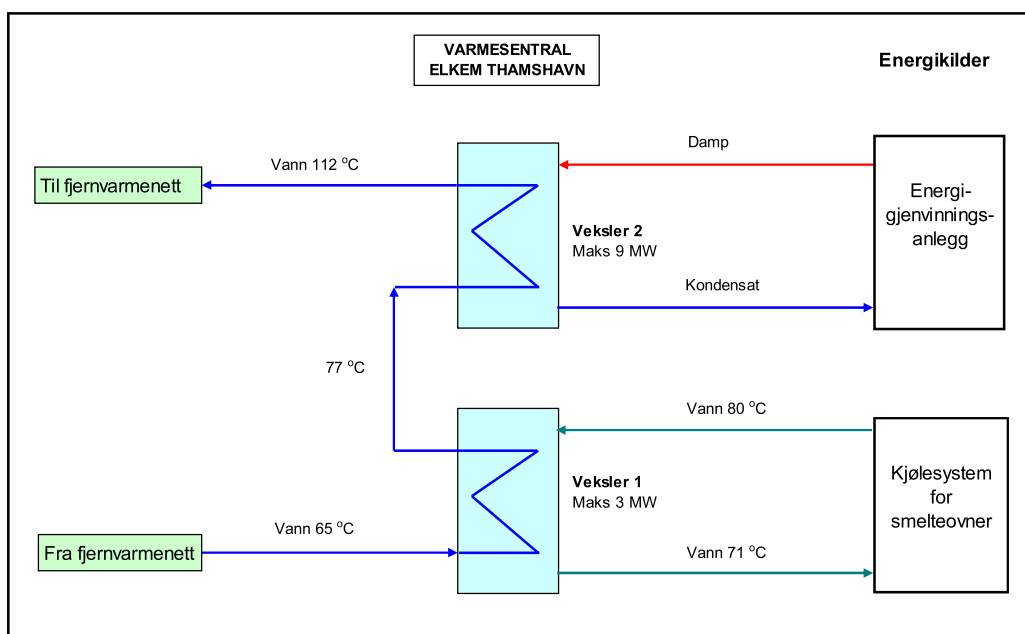 VARMESENTRAL
ELKEM THAMSHAVN
Energikilder
Damp
Vann 112 °C
Til fjernvarmenett
Energi-
gjenvinnings-
anlegg
Veksler 2
Maks 9 MW
Kondensat
77 °C
Vann 80 °C
Kjølesystem
for
smelteovner
Veksler 1
Maks 3 MW
Vann 65 °C
Fra fjernvarmenett
Vann 71 °C